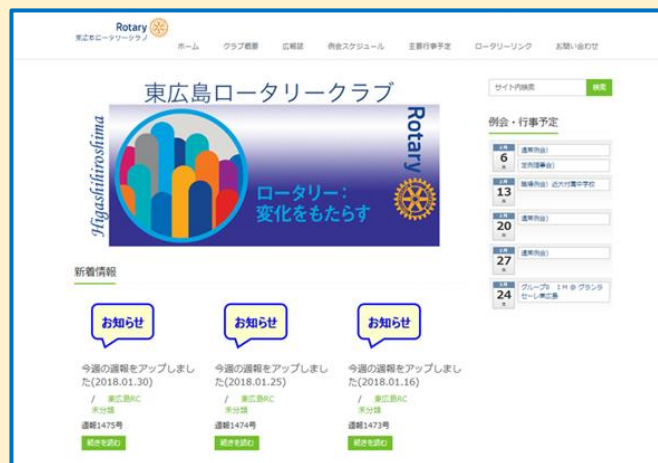 Rotary
東広島ロータリークラブ
ホーム クラブ概要 広報誌 例会スケジュール 主要行事予定 ロータリーリンク お問い合わせ
東広島ロータリークラブ
Higashihiroshima
Rotary
ロータリー：
変化をもたらす
サイト内検索 検索
例会・行事予定
6
通常例会)
定例理事会)
13
職場例会) 近大付属中学校
20
通常例会)
27
通常例会)
24
グループ9 IM@グランラ
セーレ東広島
新着情報
お知らせ お知らせ お知らせ
今週の週報をアップしまし
た(2018.01.30)
/ 東広島RC
未分類
週報1475号
続きを読む
今週の週報をアップしまし
た(2018.01.25)
/ 東広島RC
未分類
週報1474号
続きを読む
今週の週報をアップしまし
た(2018.01.16)
/ 東広島RC
未分類
週報1473号
続きを読む